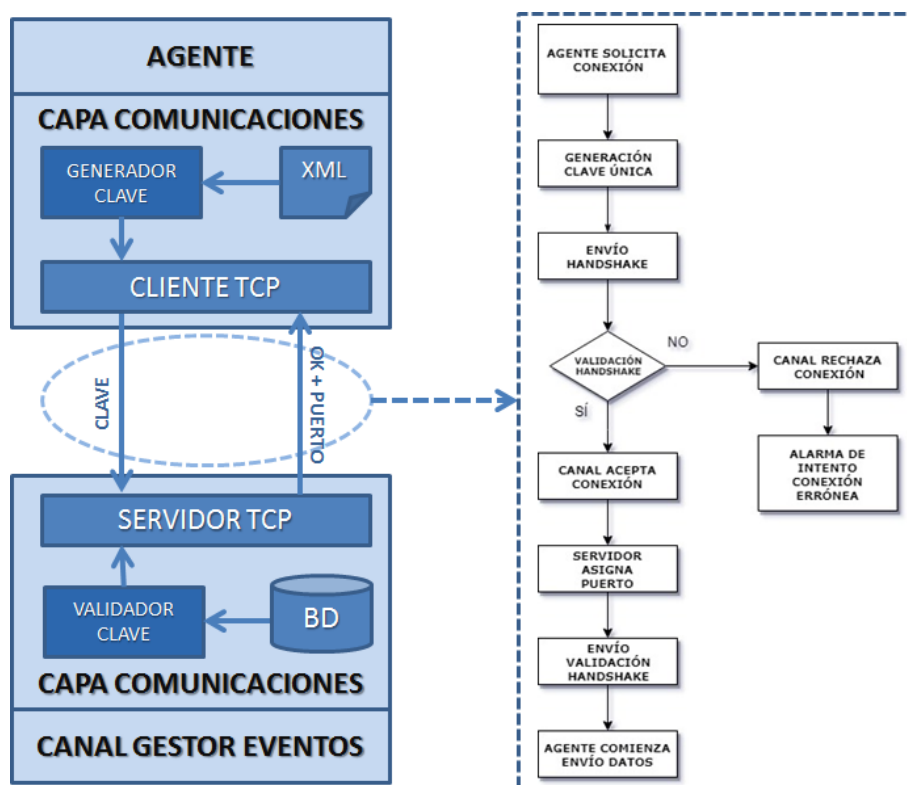 AGENTE
CAPA COMUNICACIONES
GENERADOR
CLAVE
XML
CLIENTE TCP
CLAVE
OK + PUERTO
SERVIDOR TCP
VALIDADOR
CLAVE
BD
CAPA COMUNICACIONES
CANAL GESTOR EVENTOS
AGENTE SOLICITA
CONEXIÓN
GENERACIÓN
CLAVE ÚNICA
ENVÍO
HANDSHAKE
VALIDACIÓN
HANDSHAKE
NO
SÍ
CANAL RECHAZA
CONEXIÓN
ALARMA DE
INTENTO
CONEXIÓN
ERRÓNEA
CANAL ACEPTA
CONEXIÓN
SERVIDOR
ASIGNA
PUERTO
ENVÍO
VALIDACIÓN
HANDSHAKE
AGENTE COMIENZA
ENVÍO DATOS